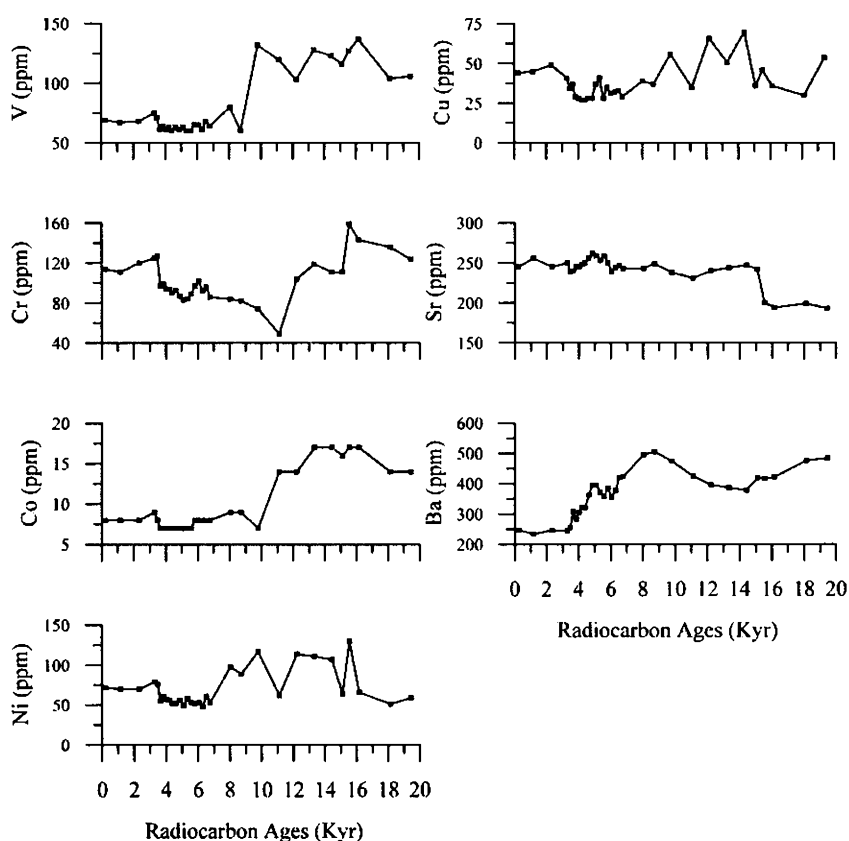 V (ppm)
150
100
50
Cu (ppm)
75
50
25
0
Cr (ppm)
160
120
80
40
Sr (ppm)
300
250
200
150
Co (ppm)
20
15
10
5
Ba (ppm)
600
500
400
300
200
0 2 4 6 8 10 12 14 16 18 20
Radiocarbon Ages (Kyr)
Ni (ppm)
150
100
50
0
0 2 4 6 8 10 12 14 16 18 20
Radiocarbon Ages (Kyr)